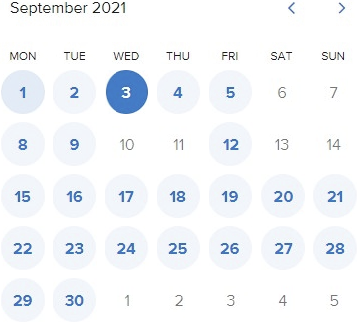 September 2021
MON TUE WED THU FRI SAT SUN
1 2 3 4 5 6 7
8 9 10 11 12 13 14
15 16 17 18 19 20 21
22 23 24 25 26 27 28
29 30 1 2 3 4 5